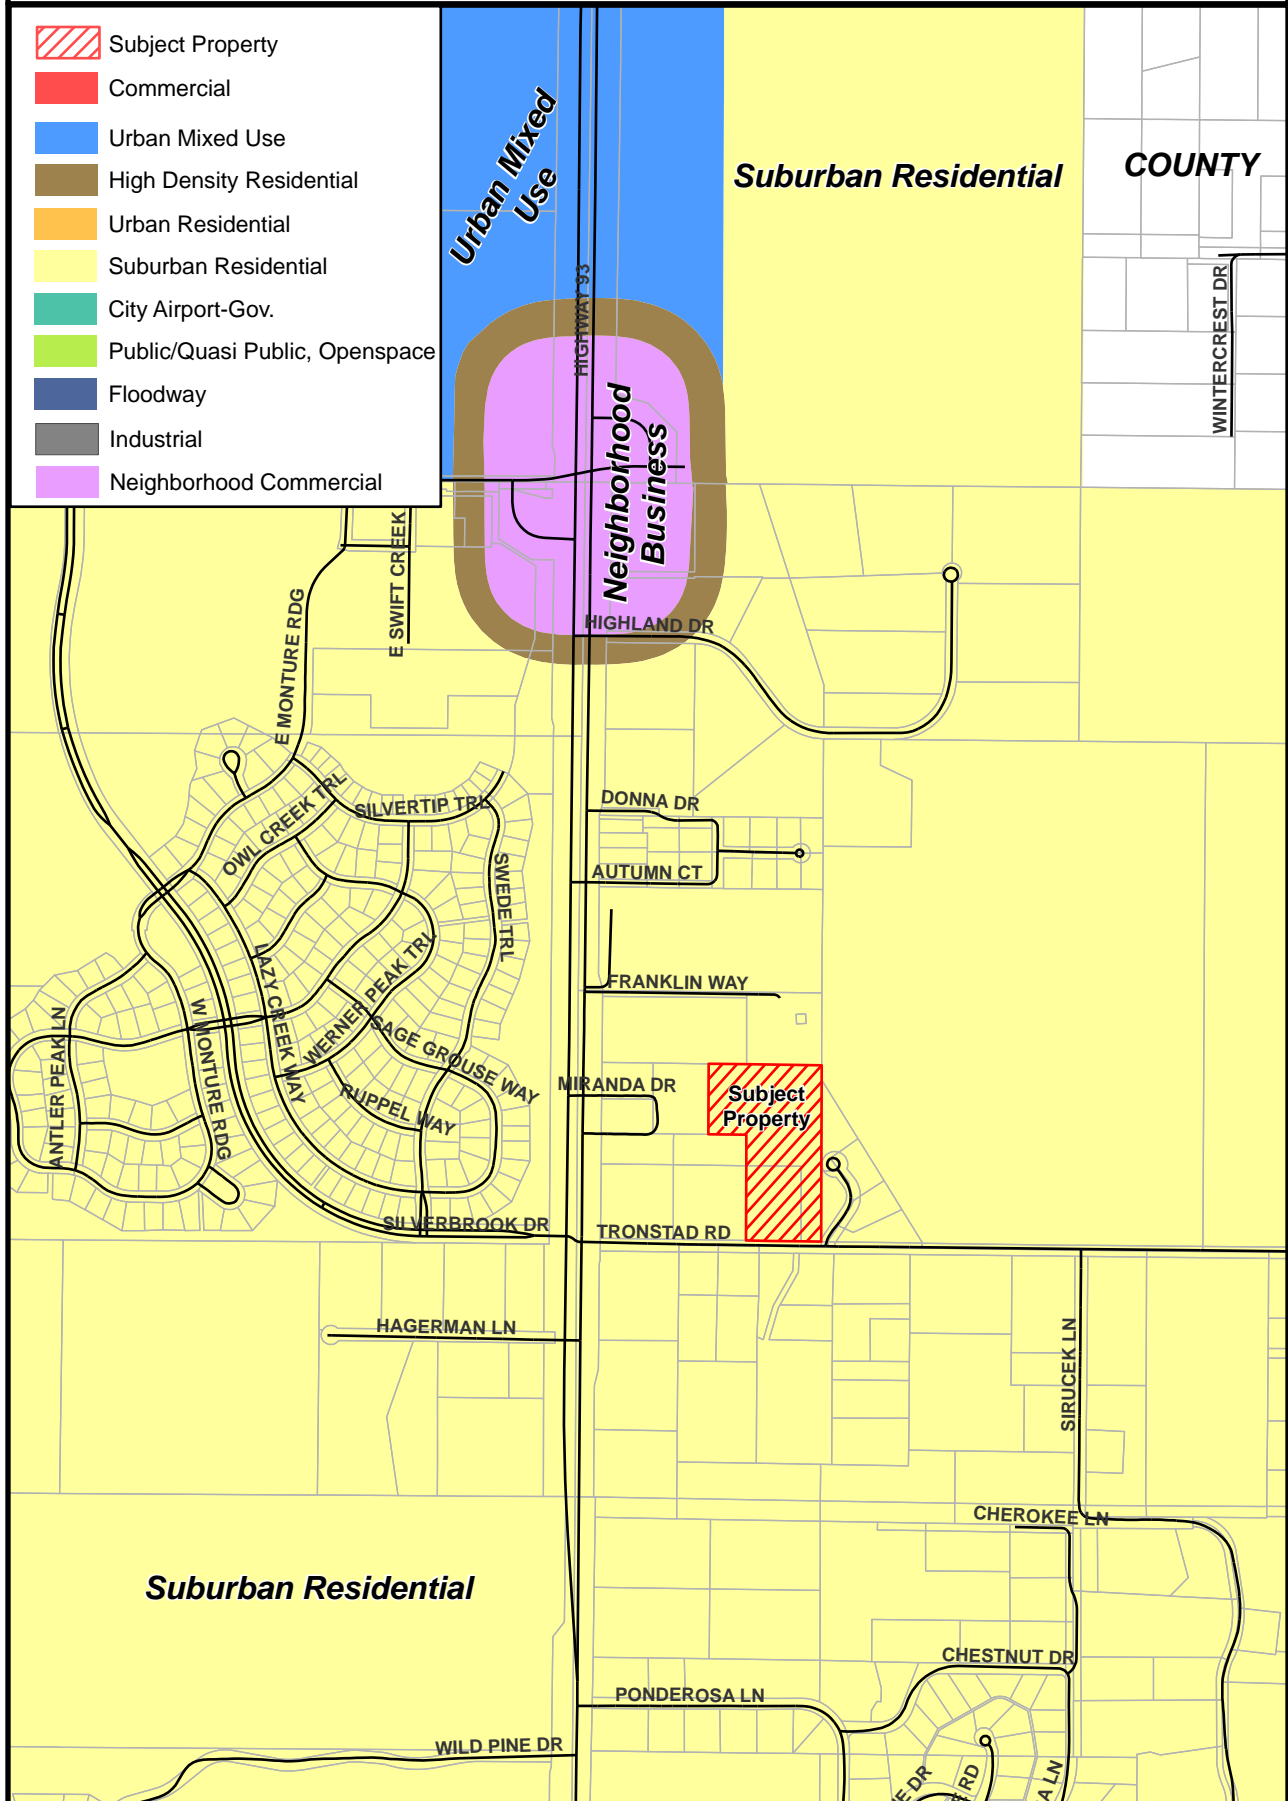 Subject Property
Commercial
Urban Mixed Use
High Density Residential
Urban Residential
Suburban Residential
City Airport-Gov.
Public/Quasi Public, Openspace
Floodway
Industrial
Neighborhood Commercial
Urban Mixed
Use
Suburban Residential
COUNTY
HIGHWAY 93
WINTERCREST DR
Neighborhood
Business
E SWIFT CREEK
E MONTURE RDG
HIGHLAND DR
OWL CREEK TRL
SILVERTIP TRL
DONNA DR
SWEDE TRL
AUTUMN CT
LAZY CREEK WAY
WERNER PEAK TRL
FRANKLIN WAY
ANTLER PEAK LN
W MONTURE RDG
SAGE GROUSE WAY
RUPPEL WAY
MIRANDA DR
Subject
Property
SILVERBROOK DR
TRONSTAD RD
HAGERMAN LN
SIRUCEK LN
CHEROKEE LN
Suburban Residential
CHESTNUT DR
PONDEROSA LN
WILD PINE DR
E DR
E RD
A LN